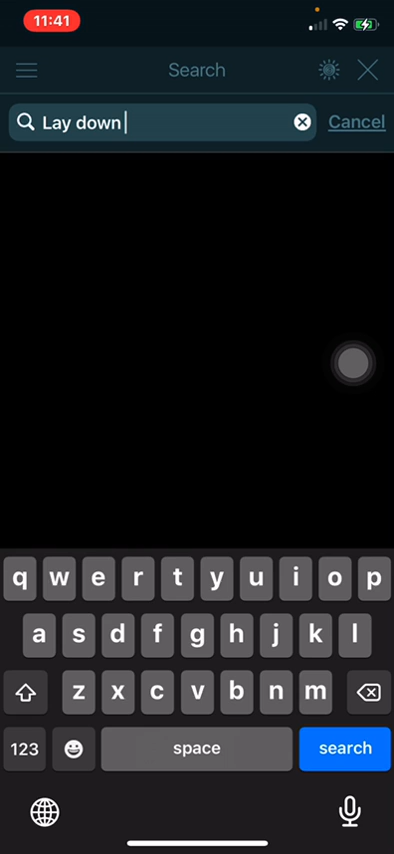 11:41
Search
Lay down
Cancel
q w e r t y u i o p
a s d f g h j k l
z x c v b n m
123 space search